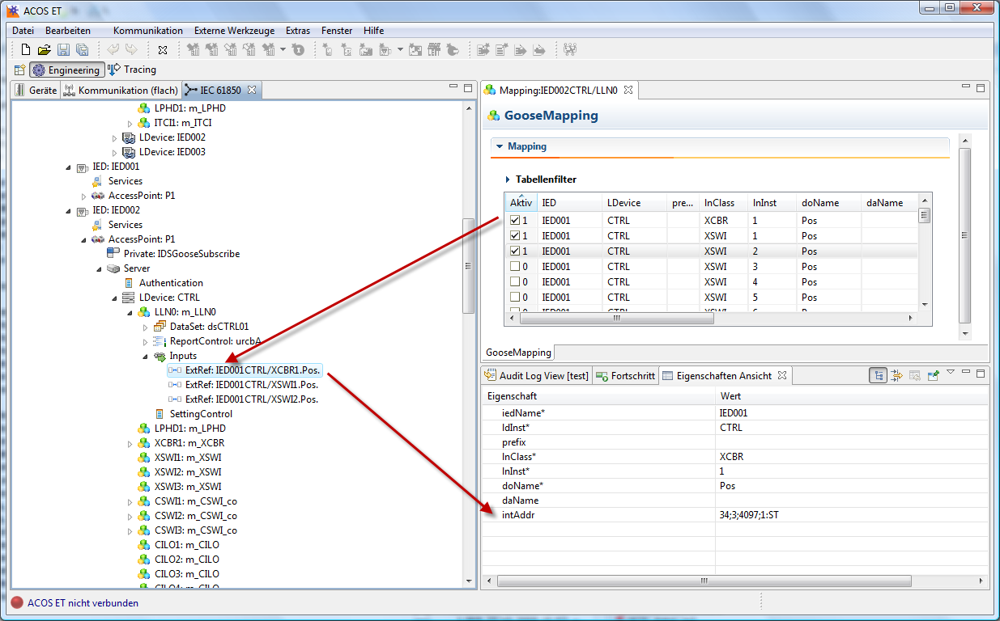 ACOS ET
Datei Bearbeiten Kommunikation Externe Werkzeuge Extras Fenster Hilfe
Engineering Tracing
Geräte Kommunikation (flach) IEC 61850
LPHD1: m_LPHD
ITCI1: m_ITCI
LDevice: IED002
LDevice: IED003
IED: IED001
Services
AccessPoint: P1
IED: IED002
Services
AccessPoint: P1
Private: IDSGooseSubscribe
Server
Authentication
LDevice: CTRL
LLN0: m_LLN0
DataSet: dsCTRL01
ReportControl: urcbA
Inputs
ExtRef: IED001CTRL/XCBR1.Pos.
ExtRef: IED001CTRL/XSWI1.Pos.
ExtRef: IED001CTRL/XSWI2.Pos.
SettingControl
LPHD1: m_LPHD
XCBR1: m_XCBR
XSWI1: m_XSWI
XSWI2: m_XSWI
XSWI3: m_XSWI
CSWI1: m_CSWI_co
CSWI2: m_CSWI_co
CSWI3: m_CSWI_co
CILO1: m_CILO
CILO2: m_CILO
CILO3: m_CILO
CILO4: m_CILO
Mapping:IED002CTRL/LLN0
GooseMapping
Mapping
Tabellenfilter
Aktiv IED LDevice pre... lnClass lnInst doName daName
1 IED001 CTRL XCBR 1 Pos
1 IED001 CTRL XSWI 1 Pos
1 IED001 CTRL XSWI 2 Pos
0 IED001 CTRL XSWI 3 Pos
0 IED001 CTRL XSWI 4 Pos
0 IED001 CTRL XSWI 5 Pos
0 IED001 CTRL XSWI 6 Pos
GooseMapping
Audit Log View [test] Fortschritt Eigenschaften Ansicht
Eigenschaft Wert
iedName* IED001
ldInst* CTRL
prefix
lnClass* XCBR
lnInst* 1
doName* Pos
daName
intAddr 34;3;4097;1:ST
ACOS ET nicht verbunden